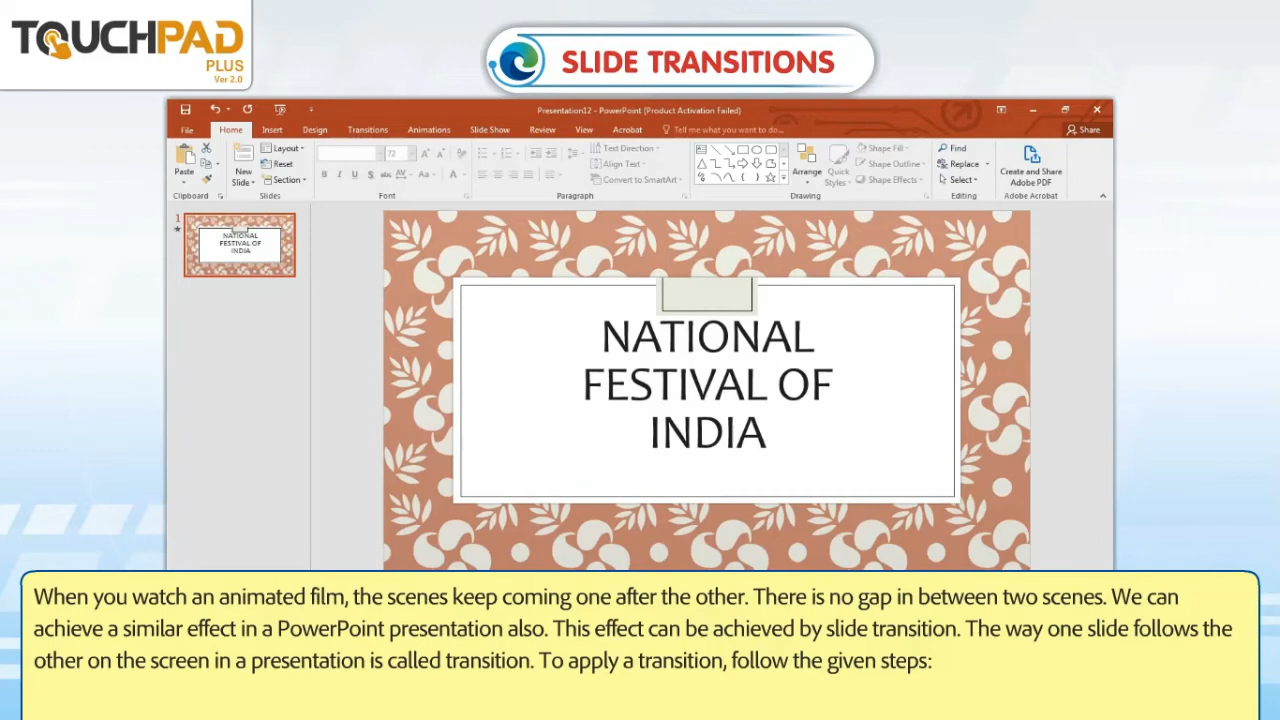 TOUCHPAD
PLUS
Ver 2.0
SLIDE TRANSITIONS
Presentation12 - PowerPoint (Product Activation Failed)
File Home Insert Design Transitions Animations Slide Show Review View Acrobat Tell me what you want to do... Share
Paste
New Slide
Layout
Reset
Section
72
B I U S abc AV Aa A
Text Direction
Align Text
Convert to SmartArt
Arrange
Quick Styles
Shape Fill
Shape Outline
Shape Effects
Find
Replace
Select
Create and Share Adobe PDF
Clipboard Slides Font Paragraph Drawing Editing Adobe Acrobat
1
NATIONAL
FESTIVAL OF
INDIA
NATIONAL
FESTIVAL OF
INDIA
When you watch an animated film, the scenes keep coming one after the other. There is no gap in between two scenes. We can
achieve a similar effect in a PowerPoint presentation also. This effect can be achieved by slide transition. The way one slide follows the
other on the screen in a presentation is called transition. To apply a transition, follow the given steps: